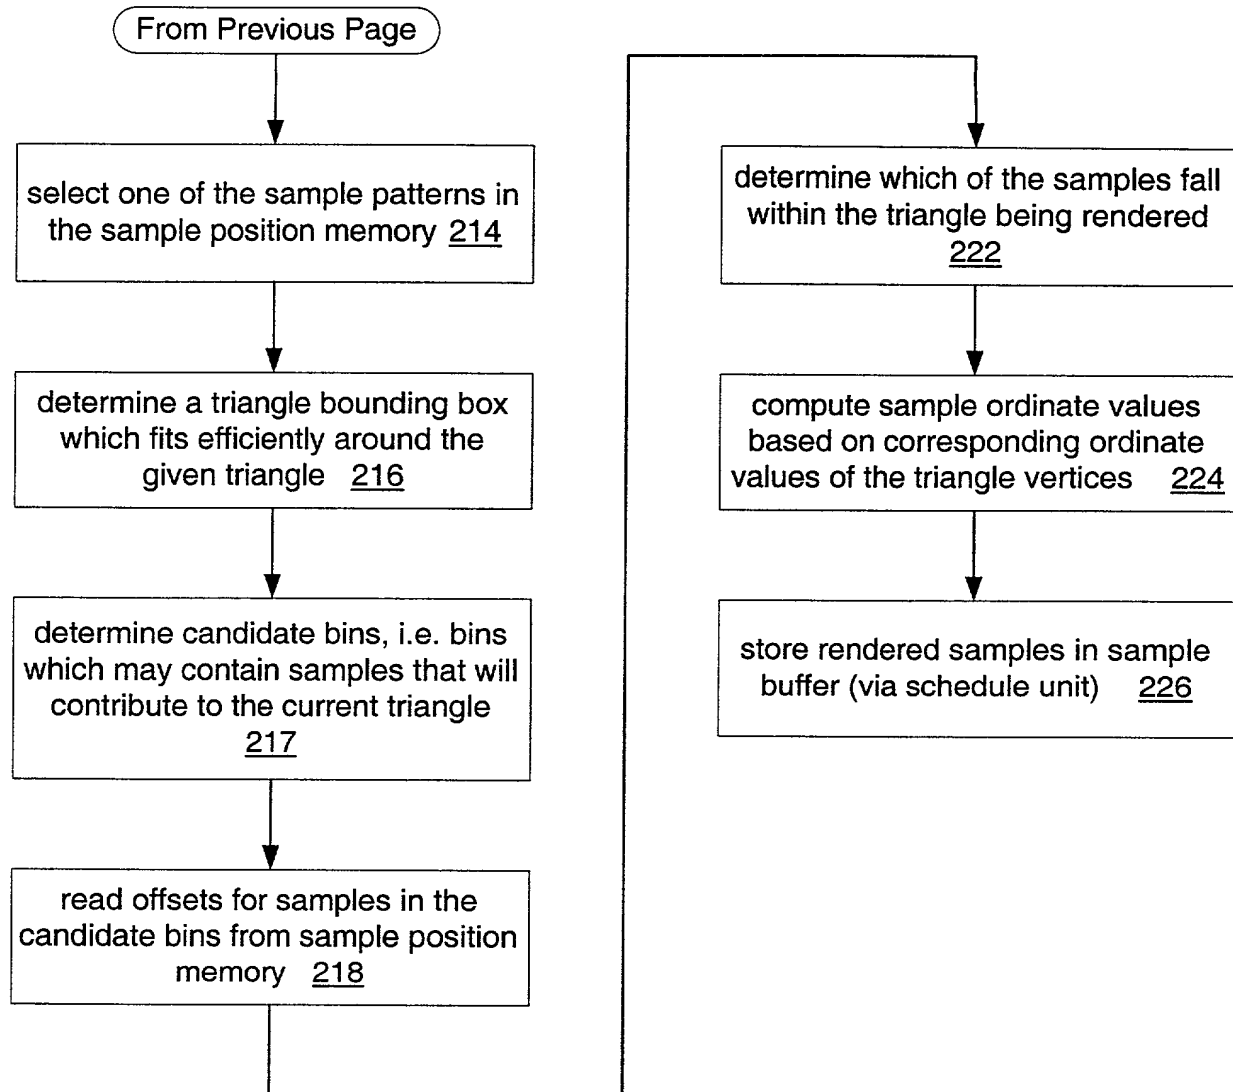 From Previous Page
select one of the sample patterns in
the sample position memory 214
determine a triangle bounding box
which fits efficiently around the
given triangle 216
determine candidate bins, i.e. bins
which may contain samples that will
contribute to the current triangle
217
read offsets for samples in the
candidate bins from sample position
memory 218
determine which of the samples fall
within the triangle being rendered
222
compute sample ordinate values
based on corresponding ordinate
values of the triangle vertices 224
store rendered samples in sample
buffer (via schedule unit) 226